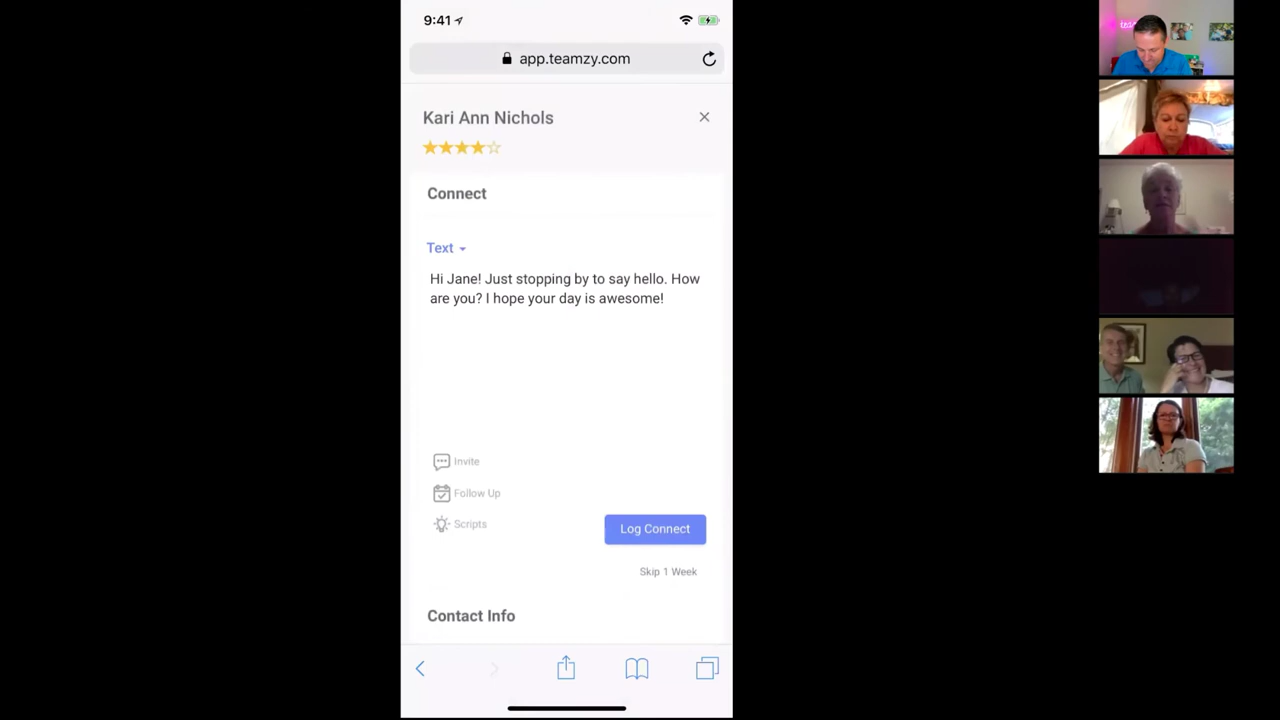 9:41
app.teamzy.com
Kari Ann Nichols
Connect
Text
Hi Jane! Just stopping by to say hello. How
are you? I hope your day is awesome!
Invite
Follow Up
Scripts
Log Connect
Skip 1 Week
Contact Info